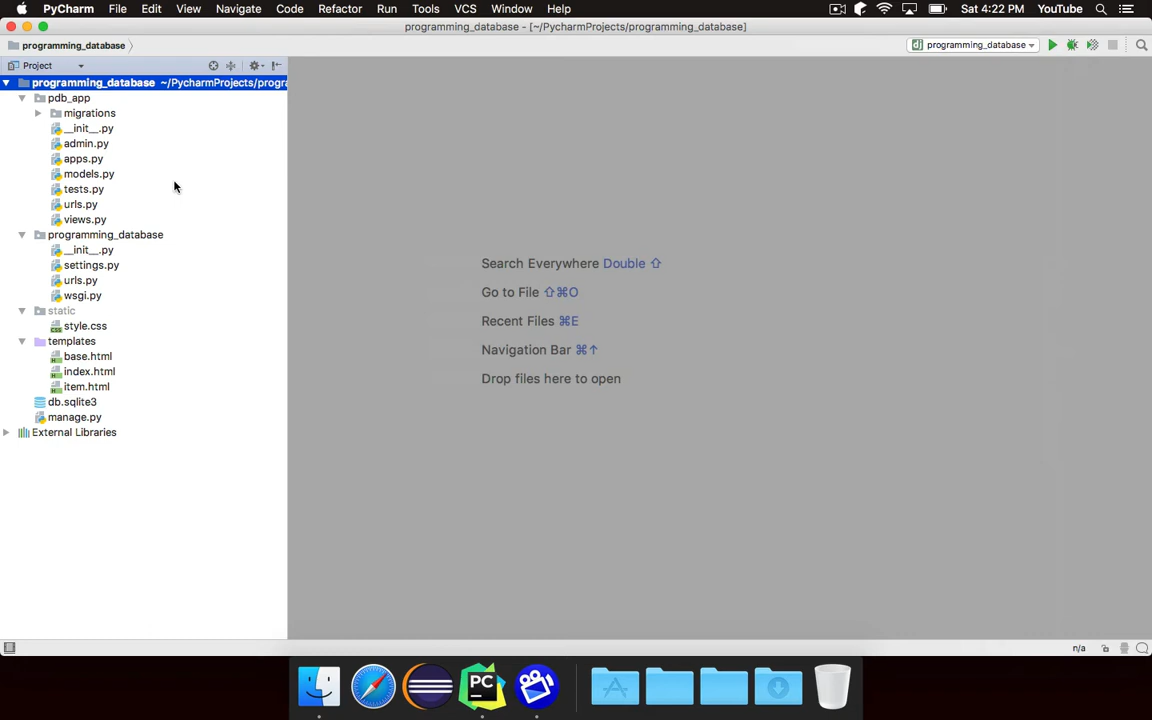 PyCharm File Edit View Navigate Code Refactor Run Tools VCS Window Help Sat 4:22 PM YouTube
programming_database - [~/PycharmProjects/programming_database]
programming_database programming_database
Project
programming_database ~/PycharmProjects/progra
pdb_app
migrations
__init__.py
admin.py
apps.py
models.py
tests.py
urls.py
views.py
programming_database
__init__.py
settings.py
urls.py
wsgi.py
static
style.css
templates
base.html
index.html
item.html
db.sqlite3
manage.py
External Libraries
Search Everywhere Double ⇧
Go to File ⇧⌘O
Recent Files ⌘E
Navigation Bar ⌘↑
Drop files here to open
n/a
PC